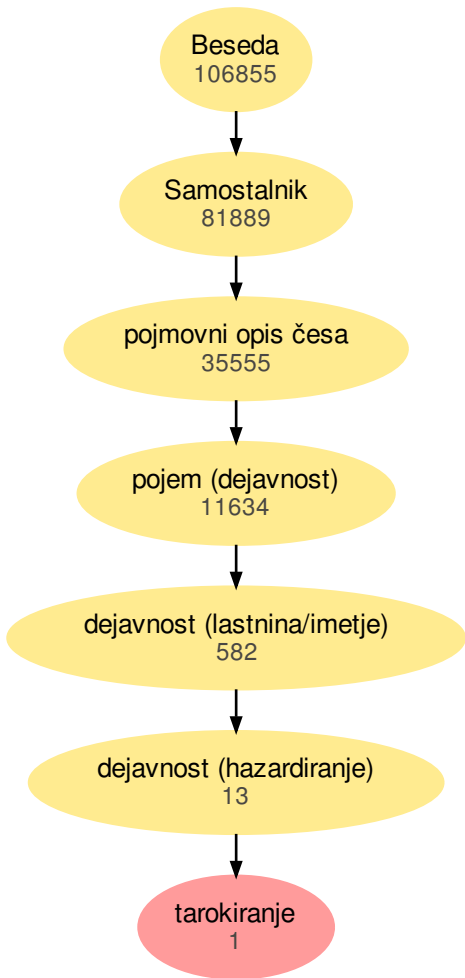 Beseda
106855
Samostalnik
81889
pojmovni opis česa
35555
pojem (dejavnost)
11634
dejavnost (lastnina/imetje)
582
dejavnost (hazardiranje)
13
tarokiranje
1